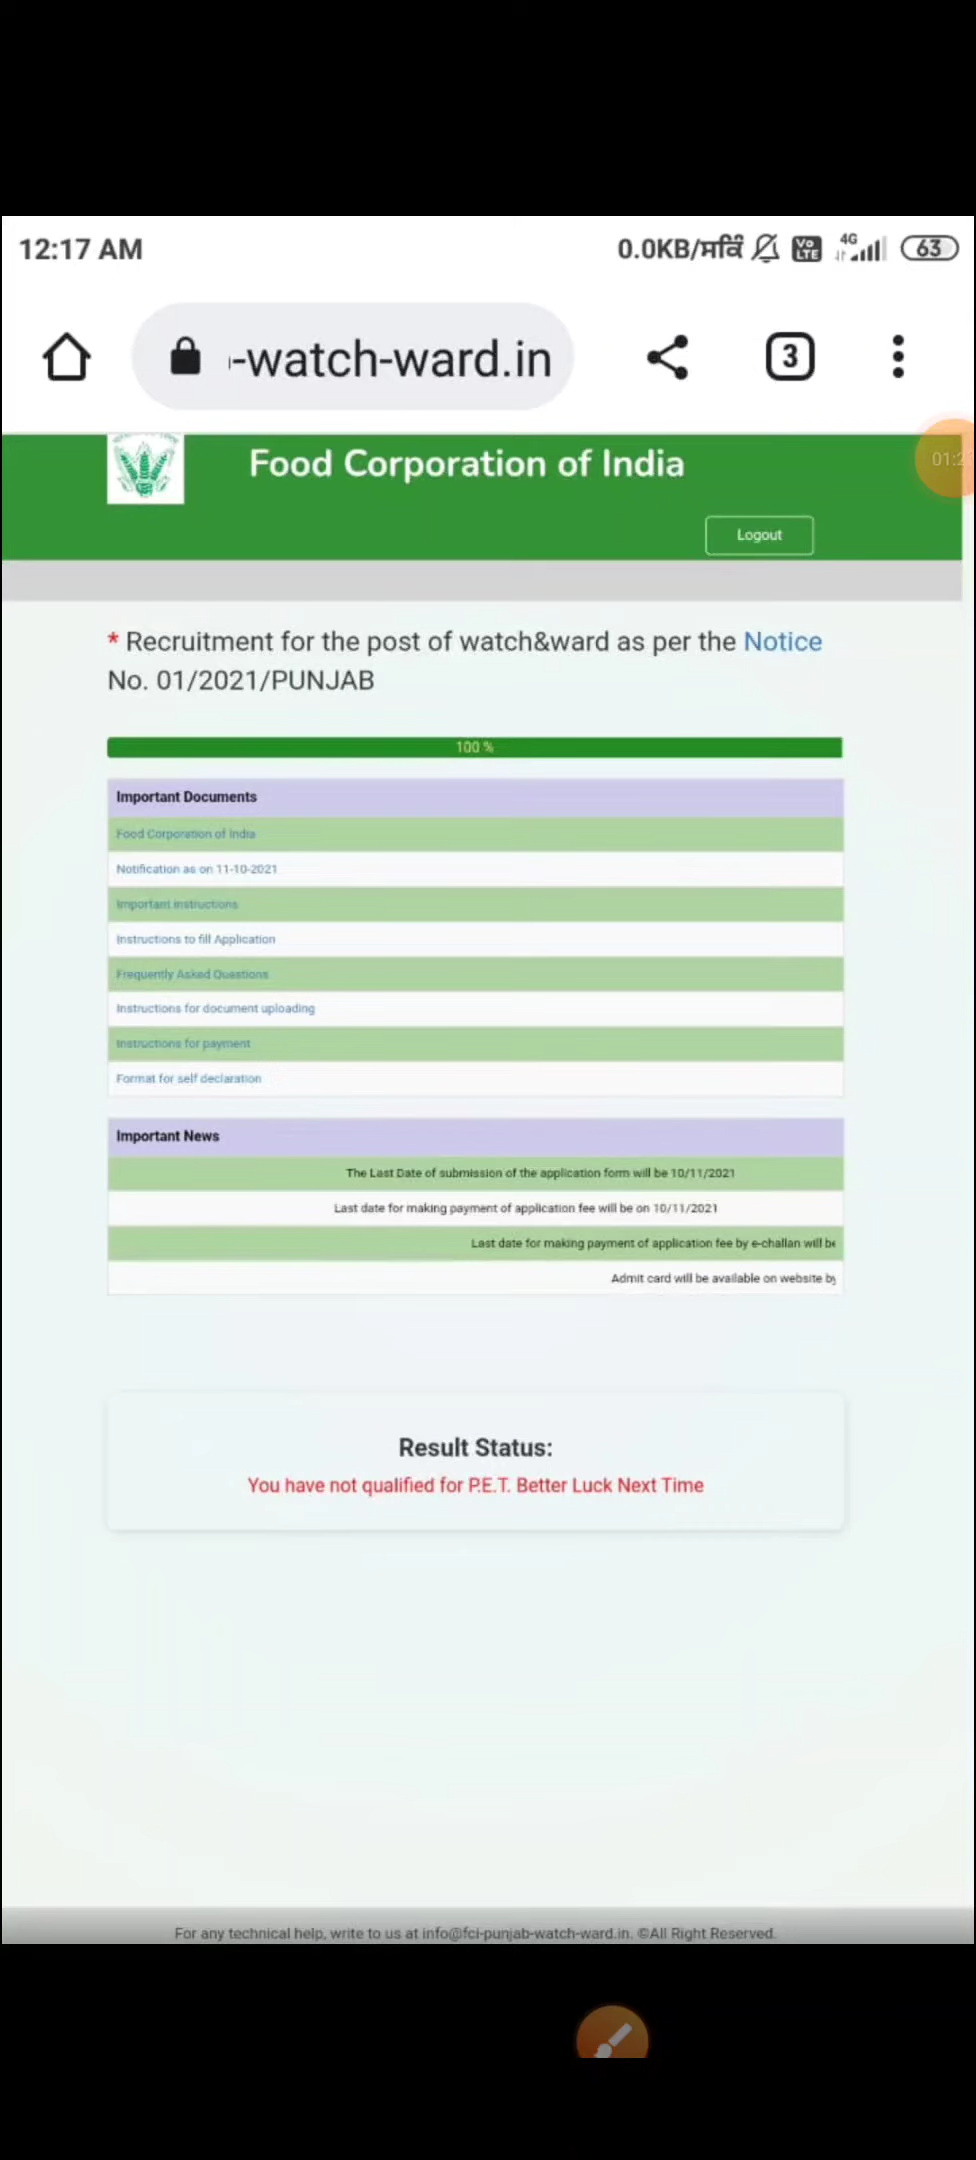 12:17 AM 0.0KB/ਸਕਿੰ 4G 63
-watch-ward.in 3
Food Corporation of India
01:2
Logout
* Recruitment for the post of watch&ward as per the Notice
No. 01/2021/PUNJAB
100 %
Important Documents
Food Corporation of India
Notification as on 11-10-2021
Important instructions
Instructions to fill Application
Frequently Asked Questions
Instructions for document uploading
Instructions for payment
Format for self declaration
Important News
The Last Date of submission of the application form will be 10/11/2021
Last date for making payment of application fee will be on 10/11/2021
Last date for making payment of application fee by e-challan will be
Admit card will be available on website by
Result Status:
You have not qualified for P.E.T. Better Luck Next Time
For any technical help, write to us at info@fci-punjab-watch-ward.in. ©All Right Reserved.